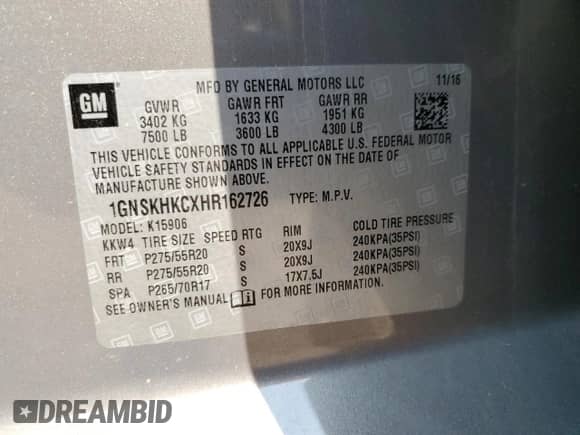 GM
MFD BY GENERAL MOTORS LLC 11/16
GVWR GAWR FRT GAWR RR
3402 KG 1633 KG 1951 KG
7500 LB 3600 LB 4300 LB
THIS VEHICLE CONFORMS TO ALL APPLICABLE U.S. FEDERAL MOTOR
VEHICLE SAFETY STANDARDS IN EFFECT ON THE DATE OF
MANUFACTURE SHOWN ABOVE.
1GNSKHKCXHR162726 TYPE: M.P.V.
MODEL: K15906
KKW4 TIRE SIZE SPEED RTG RIM COLD TIRE PRESSURE
FRT P275/55R20 S 20X9J 240KPA(35PSI)
RR P275/55R20 S 20X9J 240KPA(35PSI)
SPA P265/70R17 S 17X7.5J 240KPA(35PSI)
SEE OWNER'S MANUAL FOR MORE INFORMATION
DREAMBID